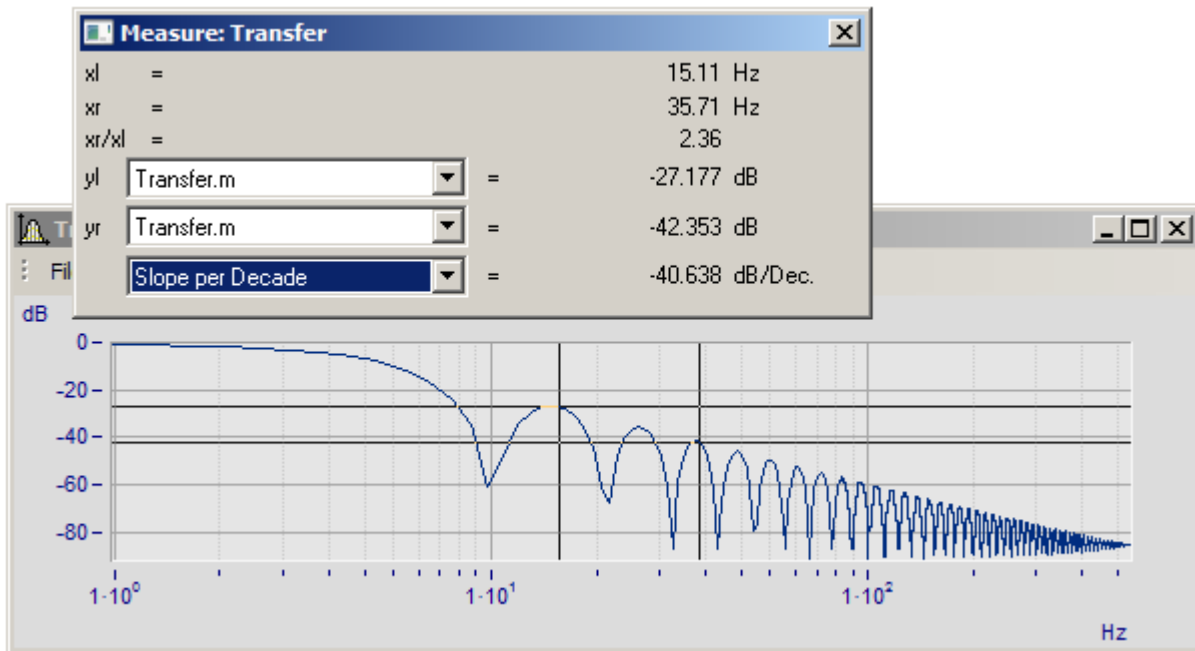 Measure: Transfer
xl = 15.11 Hz
xr = 35.71 Hz
xr/xl = 2.36
yl Transfer.m = -27.177 dB
yr Transfer.m = -42.353 dB
Slope per Decade = -40.638 dB/Dec.
dB
0
-20
-40
-60
-80
1·10⁰ 1·10¹ 1·10²
Hz